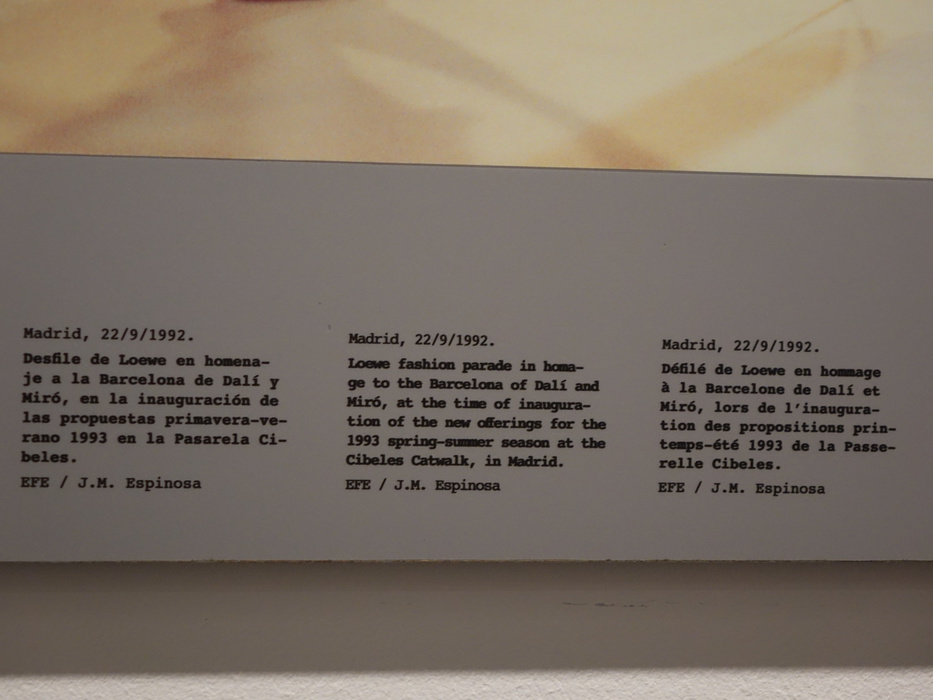 Madrid, 22/9/1992.
Desfile de Loewe en homena-
je a la Barcelona de Dalí y
Miró, en la inauguración de
las propuestas primavera-ve-
rano 1993 en la Pasarela Ci-
beles.
EFE / J.M. Espinosa
Madrid, 22/9/1992.
Loewe fashion parade in homa-
ge to the Barcelona of Dalí and
Miró, at the time of inaugura-
tion of the new offerings for the
1993 spring-summer season at the
Cibeles Catwalk, in Madrid.
EFE / J.M. Espinosa
Madrid, 22/9/1992.
Défilé de Loewe en hommage
à la Barcelone de Dalí et
Miró, lors de l'inaugura-
tion des propositions prin-
temps-été 1993 de la Passe-
relle Cibeles.
EFE / J.M. Espinosa